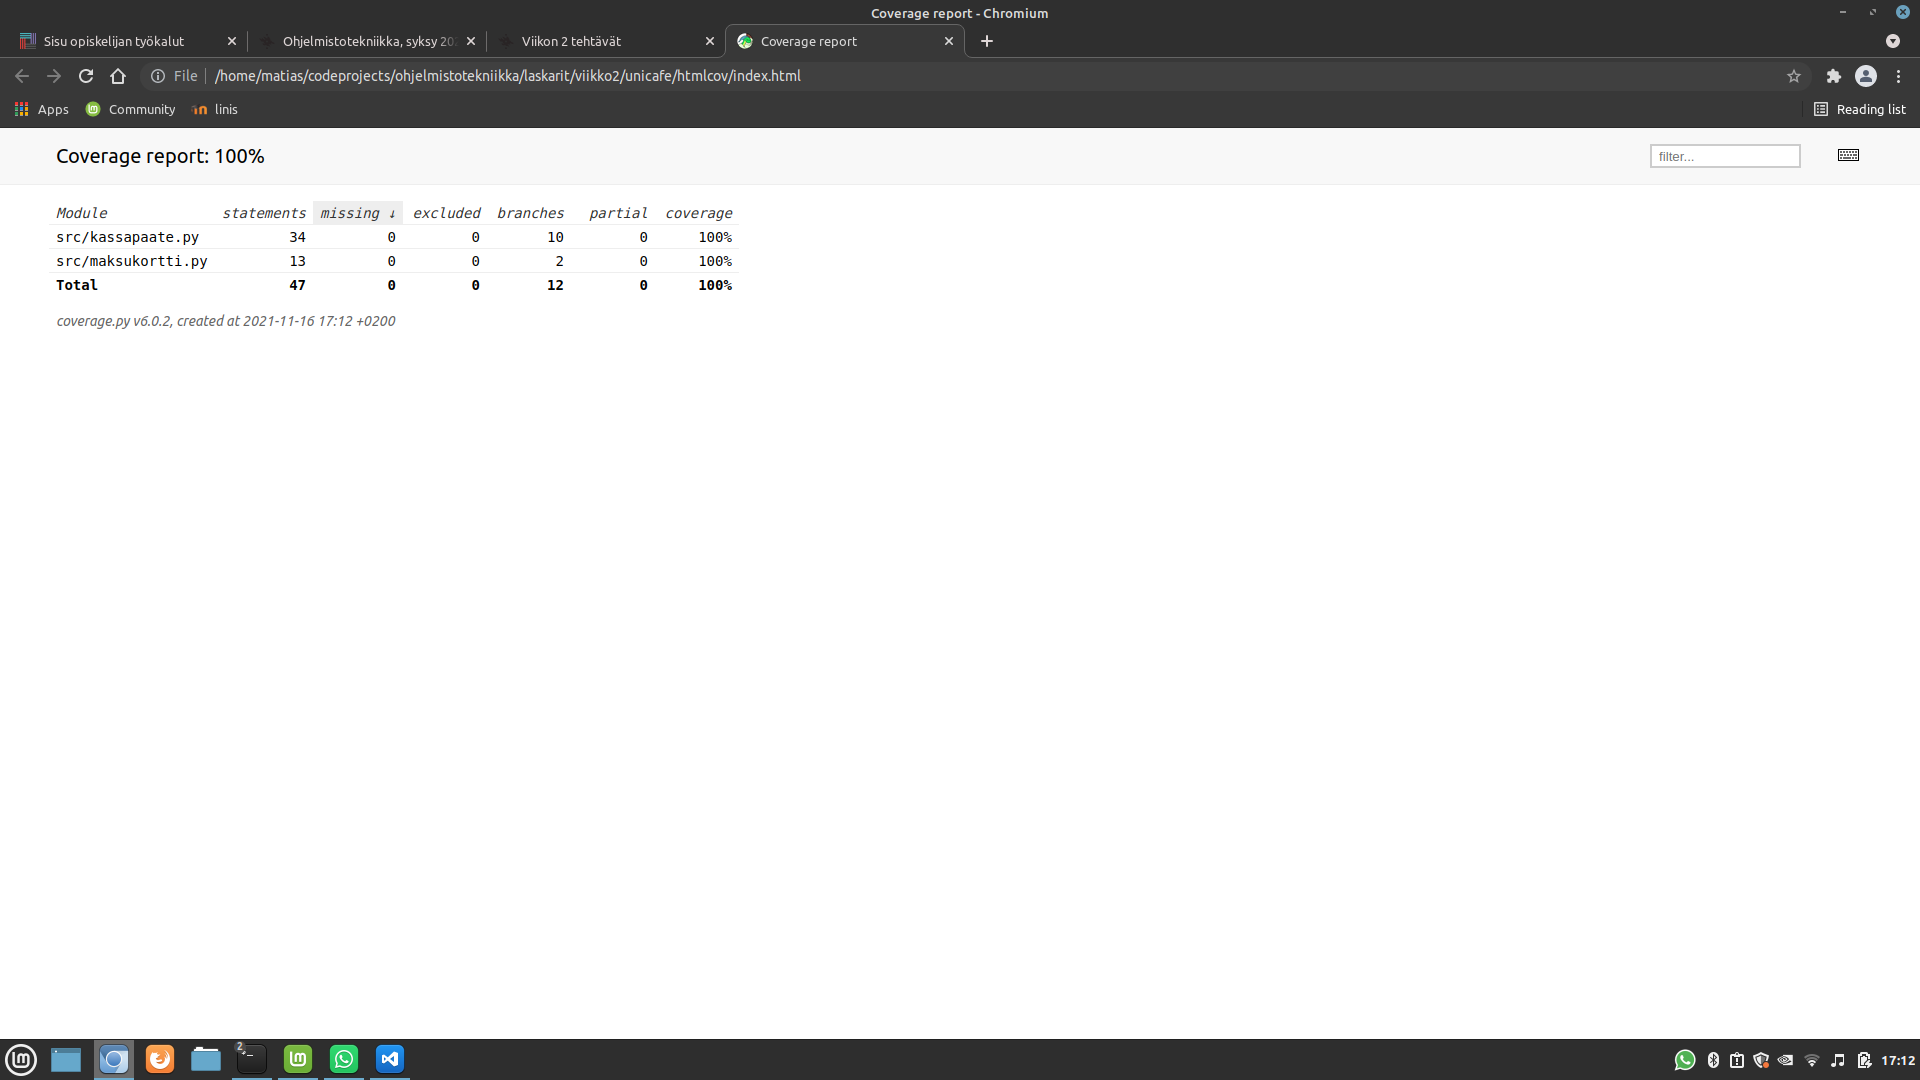 Coverage report - Chromium
Sisu opiskelijan työkalut
Ohjelmistotekniikka, syksy 20
Viikon 2 tehtävät
Coverage report
File /home/matias/codeprojects/ohjelmistotekniikka/laskarit/viikko2/unicafe/htmlcov/index.html
Apps Community linis Reading list
Coverage report: 100% filter...
Module statements missing ↓ excluded branches partial coverage
src/kassapaate.py 34 0 0 10 0 100%
src/maksukortti.py 13 0 0 2 0 100%
Total 47 0 0 12 0 100%
coverage.py v6.0.2, created at 2021-11-16 17:12 +0200
2
17:12